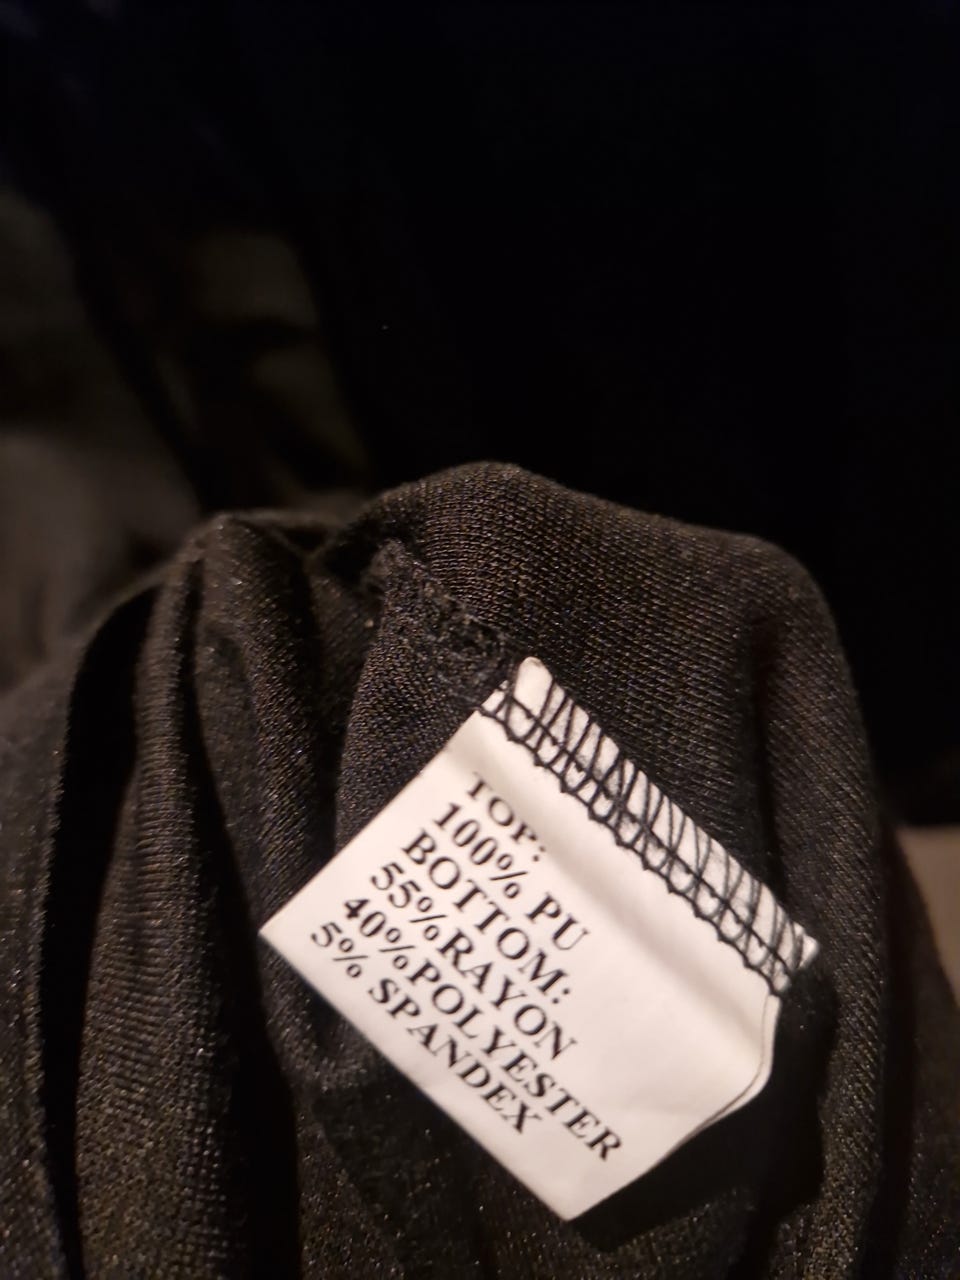 TOP:
100% PU
BOTTOM:
55%RAYON
40%POLYESTER
5% SPANDEX